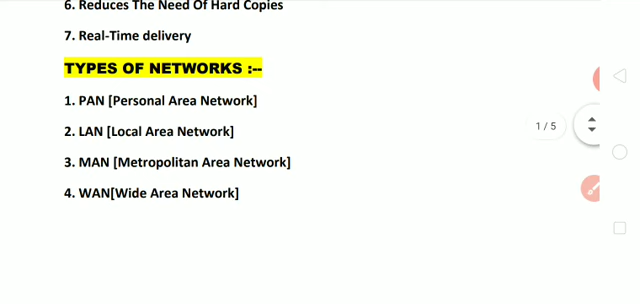 6. Reduces The Need Of Hard Copies
7. Real-Time delivery
TYPES OF NETWORKS :--
1. PAN [Personal Area Network]
2. LAN [Local Area Network]
1 / 5
3. MAN [Metropolitan Area Network]
4. WAN[Wide Area Network]